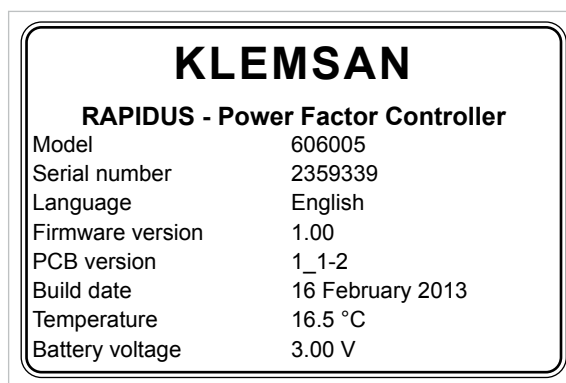 KLEMSAN
RAPIDUS - Power Factor Controller
Model 606005
Serial number 2359339
Language English
Firmware version 1.00
PCB version 1_1-2
Build date 16 February 2013
Temperature 16.5 °C
Battery voltage 3.00 V